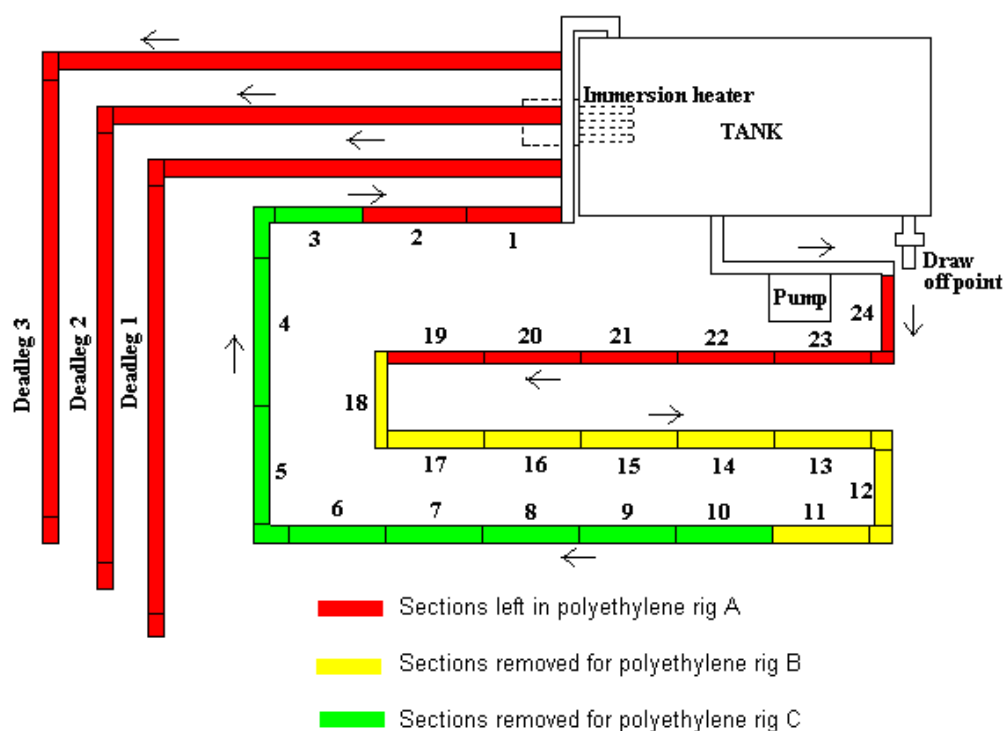 Immersion heater
TANK
3
2
1
Draw
off point
Pump
24
Deadleg 3
Deadleg 2
Deadleg 1
4
19
20
21
22
23
18
17
16
15
14
13
12
5
6
7
8
9
10
11
Sections left in polyethylene rig A
Sections removed for polyethylene rig B
Sections removed for polyethylene rig C